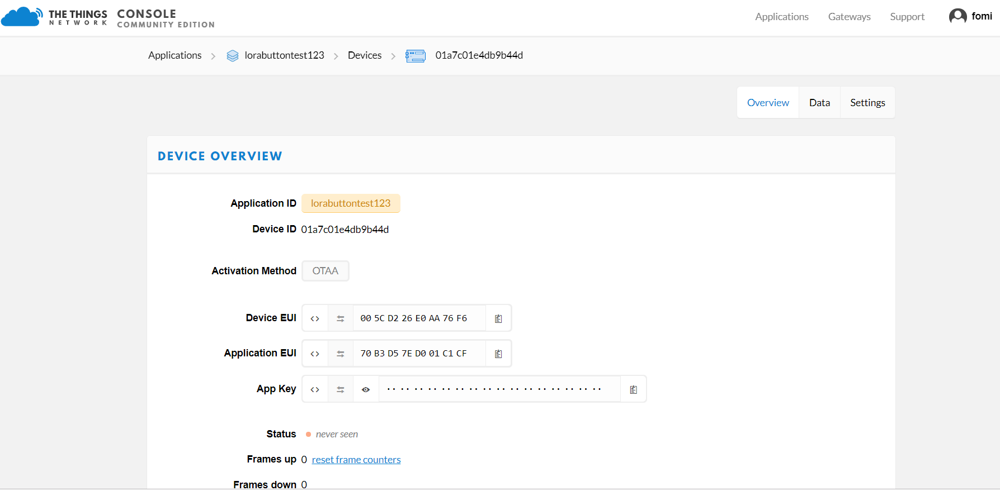 THE THINGS NETWORK CONSOLE COMMUNITY EDITION
Applications Gateways Support fomi
Applications > lorabuttontest123 > Devices > 01a7c01e4db9b44d
Overview Data Settings
DEVICE OVERVIEW
Application ID lorabuttontest123
Device ID 01a7c01e4db9b44d
Activation Method OTAA
Device EUI <> 00 5C D2 26 E0 AA 76 F6
Application EUI <> 70 B3 D5 7E D0 01 C1 CF
App Key <> •• •• •• •• •• •• •• •• •• •• •• •• •• •• •• ••
Status never seen
Frames up 0 reset frame counters
Frames down 0